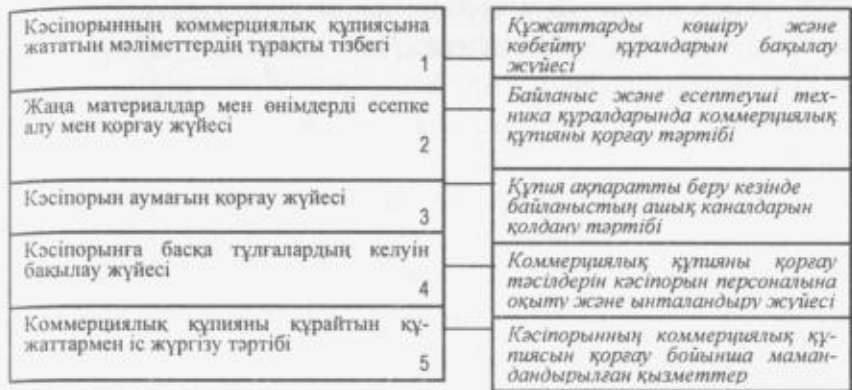 Кәсіпорынның коммерциялық құпиясына
жататын мәліметтердің тұрақты тізбегі
1
Жаңа материалдар мен өнімдерді есепке
алу мен қорғау жүйесі
2
Кәсіпорын аумағын қорғау жүйесі
3
Кәсіпорынға басқа тұлғалардың келуін
бақылау жүйесі
4
Коммерциялық құпияны құрайтын құ-
жаттармен іс жүргізу тәртібі
5
Құжаттарды көшіру және
көбейту құралдарын бақылау
жүйесі
Байланыс және есептеуші тех-
ника құралдарында коммерциялық
құпияны қорғау тәртібі
Құпия ақпаратты беру кезінде
байланыстың ашық каналдарын
қолдану тәртібі
Коммерциялық құпияны қорғау
тәсілдерін кәсіпорын персоналына
оқыту және ынталандыру жүйесі
Кәсіпорынның коммерциялық құ-
пиясын қорғау бойынша маман-
дандырылған қызметтер